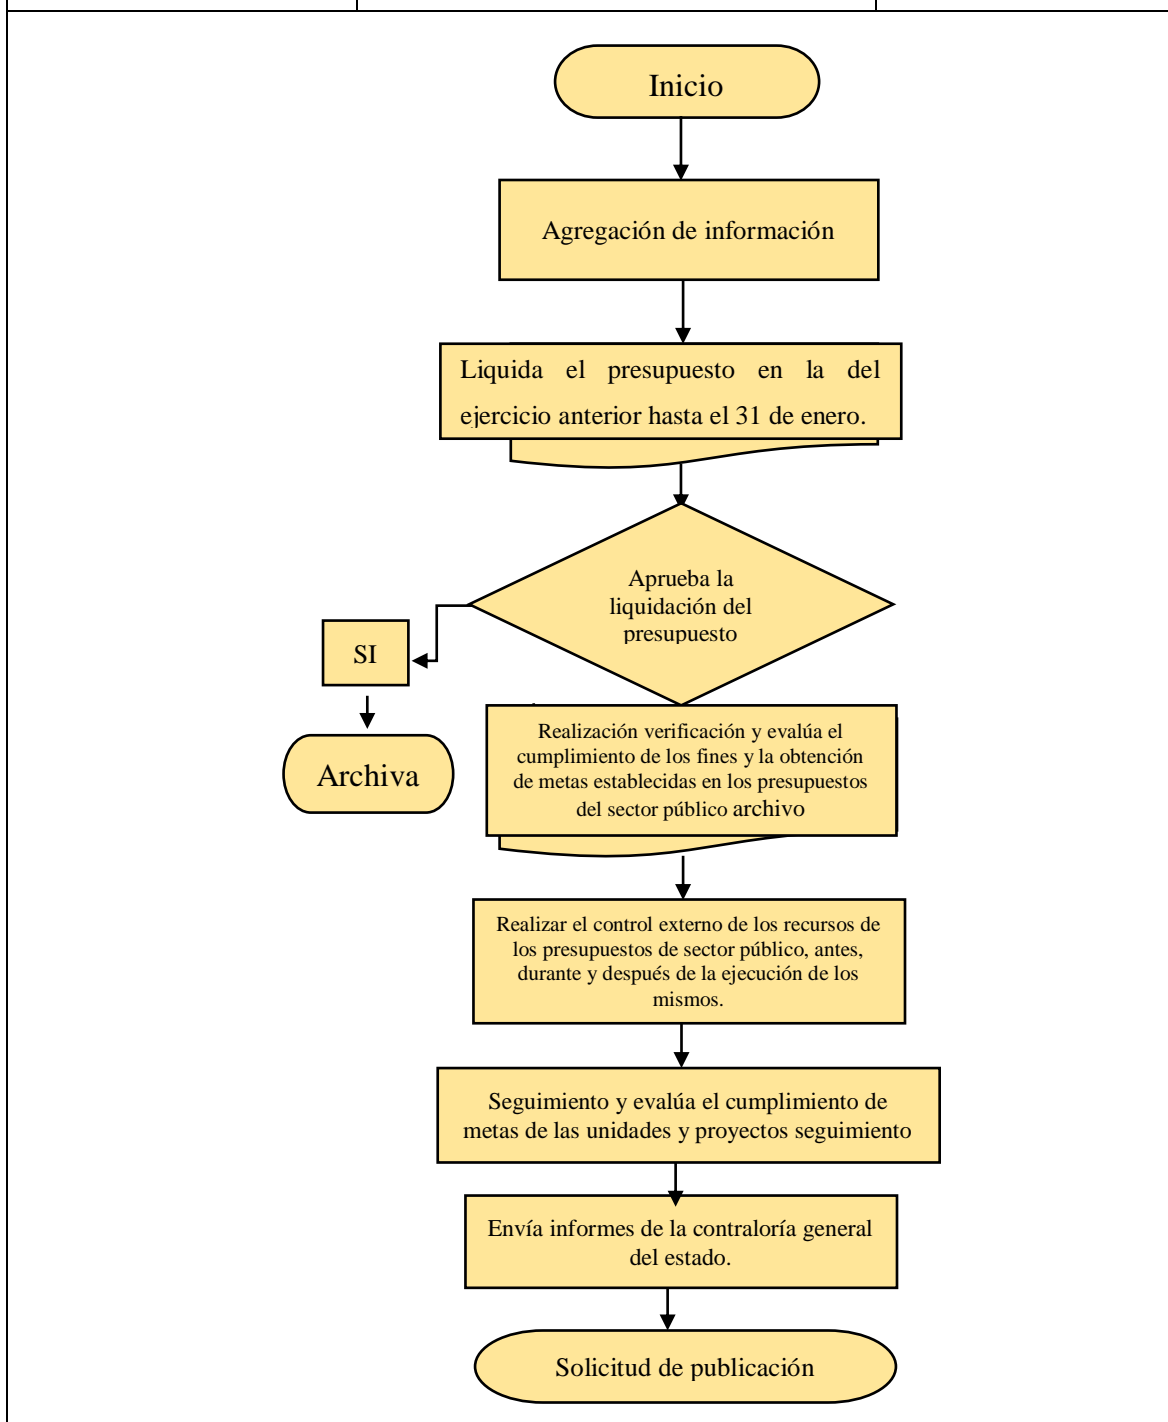 Inicio
Agregación de información
Liquida el presupuesto en la del
ejercicio anterior hasta el 31 de enero.
Aprueba la
liquidación del
presupuesto
SI
Archiva
Realización verificación y evalúa el
cumplimiento de los fines y la obtención
de metas establecidas en los presupuestos
del sector público archivo
Realizar el control externo de los recursos de
los presupuestos de sector público, antes,
durante y después de la ejecución de los
mismos.
Seguimiento y evalúa el cumplimiento de
metas de las unidades y proyectos seguimiento
Envía informes de la contraloría general
del estado.
Solicitud de publicación